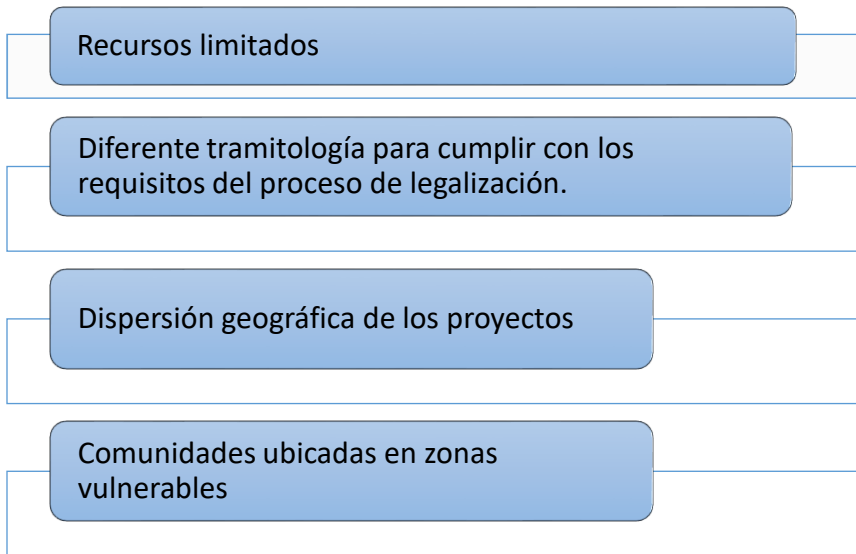 Recursos limitados
Diferente tramitología para cumplir con los
requisitos del proceso de legalización.
Dispersión geográfica de los proyectos
Comunidades ubicadas en zonas
vulnerables